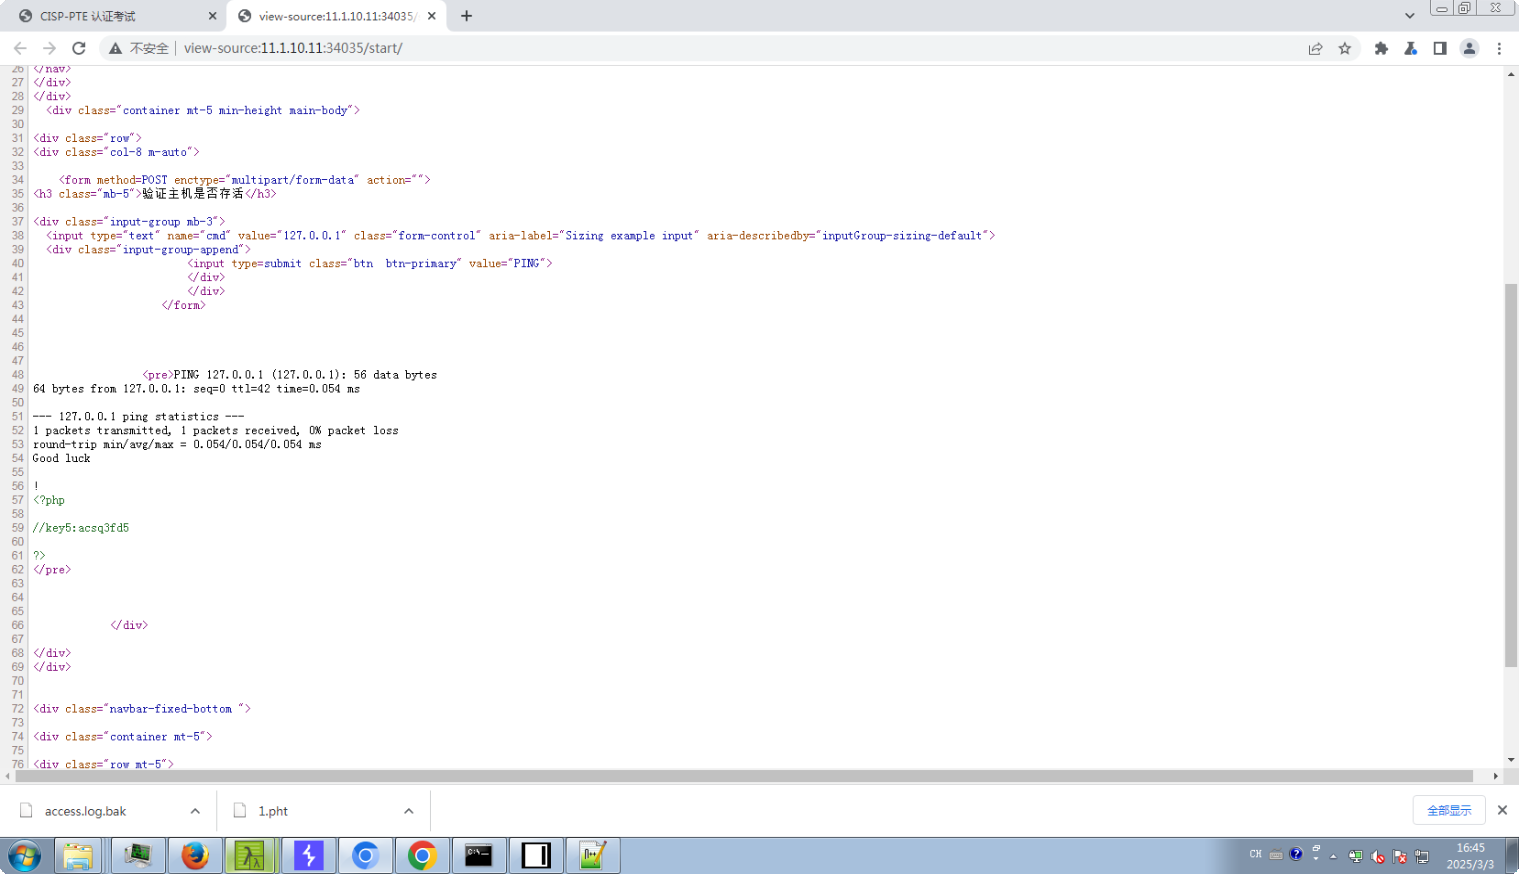 CISP-PTE 认证考试
view-source:11.1.10.11:34035/
不安全
view-source:11.1.10.11:34035/start/
26 </nav>
27 </div>
28 </div>
29 <div class="container mt-5 min-height main-body">
30
31 <div class="row">
32 <div class="col-8 m-auto">
33
34 <form method=POST enctype="multipart/form-data" action="">
35 <h3 class="mb-5">验证主机是否存活</h3>
36
37 <div class="input-group mb-3">
38 <input type="text" name="cmd" value="127.0.0.1" class="form-control" aria-label="Sizing example input" aria-describedby="inputGroup-sizing-default">
39 <div class="input-group-append">
40 <input type=submit class="btn  btn-primary" value="PING">
41 </div>
42 </div>
43 </form>
44
45
46
47
48 <pre>PING 127.0.0.1 (127.0.0.1): 56 data bytes
49 64 bytes from 127.0.0.1: seq=0 ttl=42 time=0.054 ms
50
51 --- 127.0.0.1 ping statistics ---
52 1 packets transmitted, 1 packets received, 0% packet loss
53 round-trip min/avg/max = 0.054/0.054/0.054 ms
54 Good luck
55
56 !
57 <?php
58
59 //key5:acsq3fd5
60
61 ?>
62 </pre>
63
64
65
66 </div>
67
68 </div>
69 </div>
70
71
72 <div class="navbar-fixed-bottom ">
73
74 <div class="container mt-5">
75
76 <div class="row mt-5">
access.log.bak
1.pht
全部显示
C:\_
CH
16:45
2025/3/3